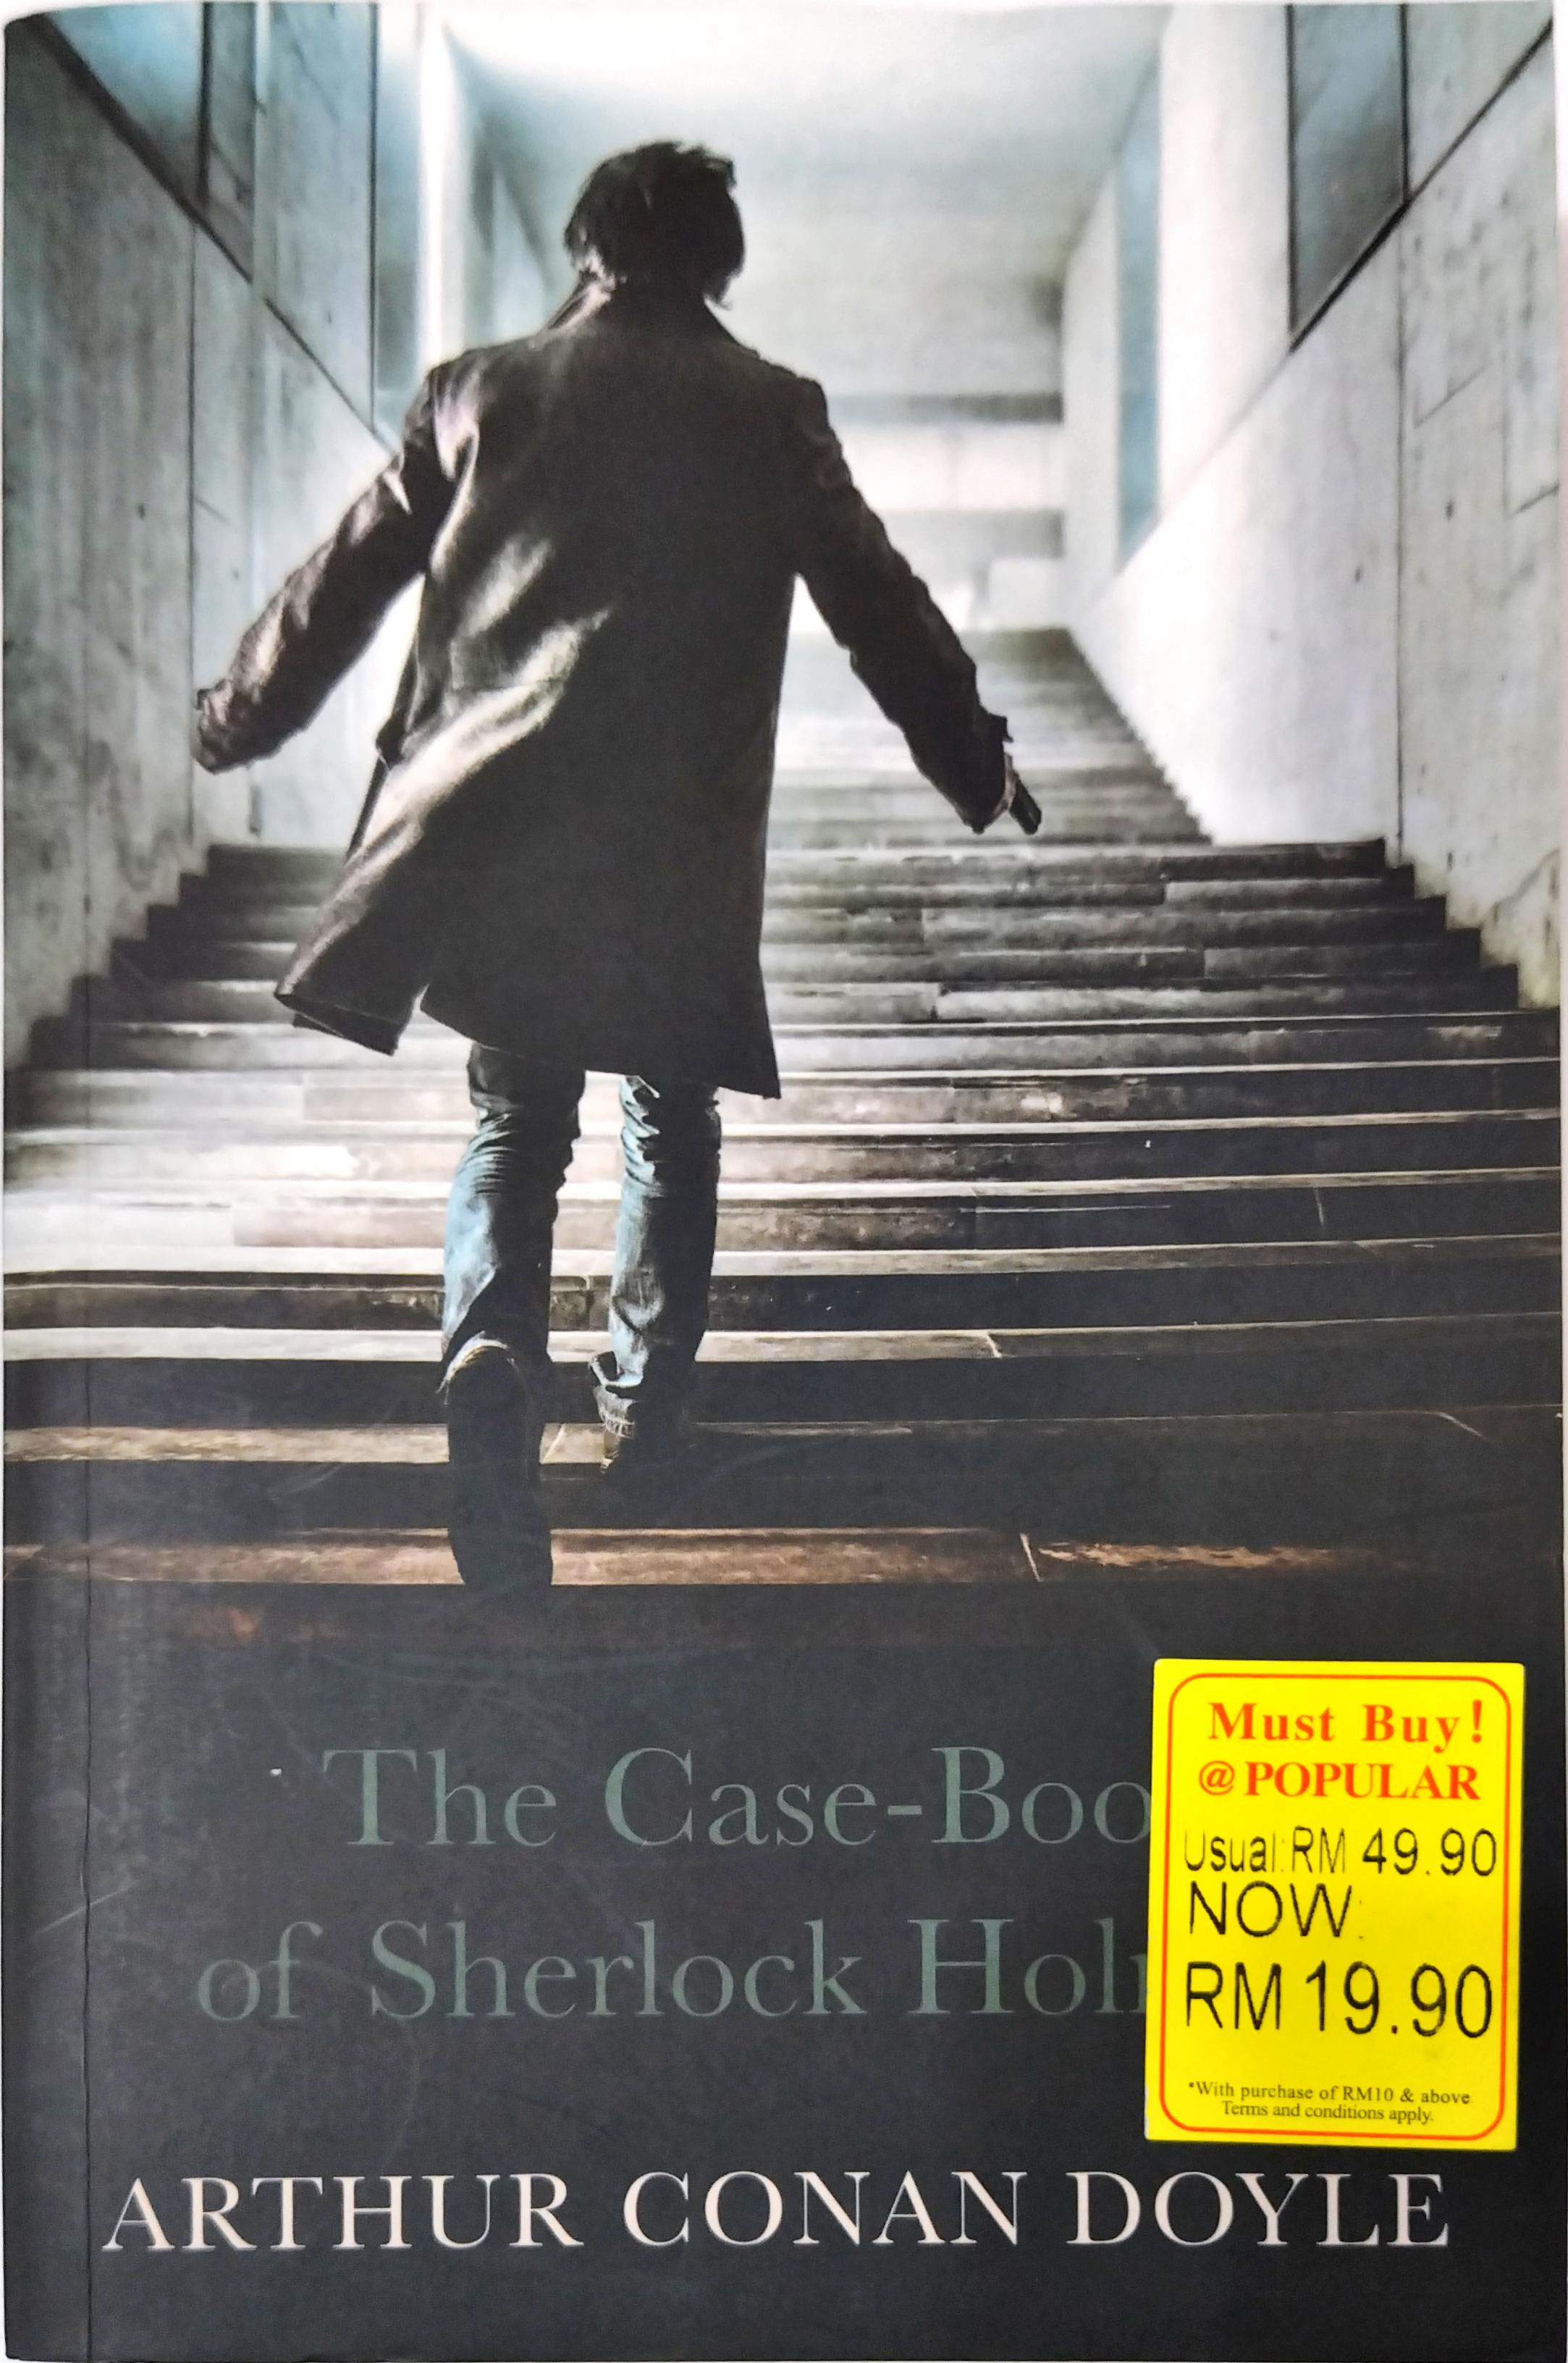 The Case-Boo
of Sherlock Hol
Must Buy!
@POPULAR
Usual:RM 49.90
NOW:
RM 19.90
*With purchase of RM10 & above.
Terms and conditions apply.
ARTHUR CONAN DOYLE